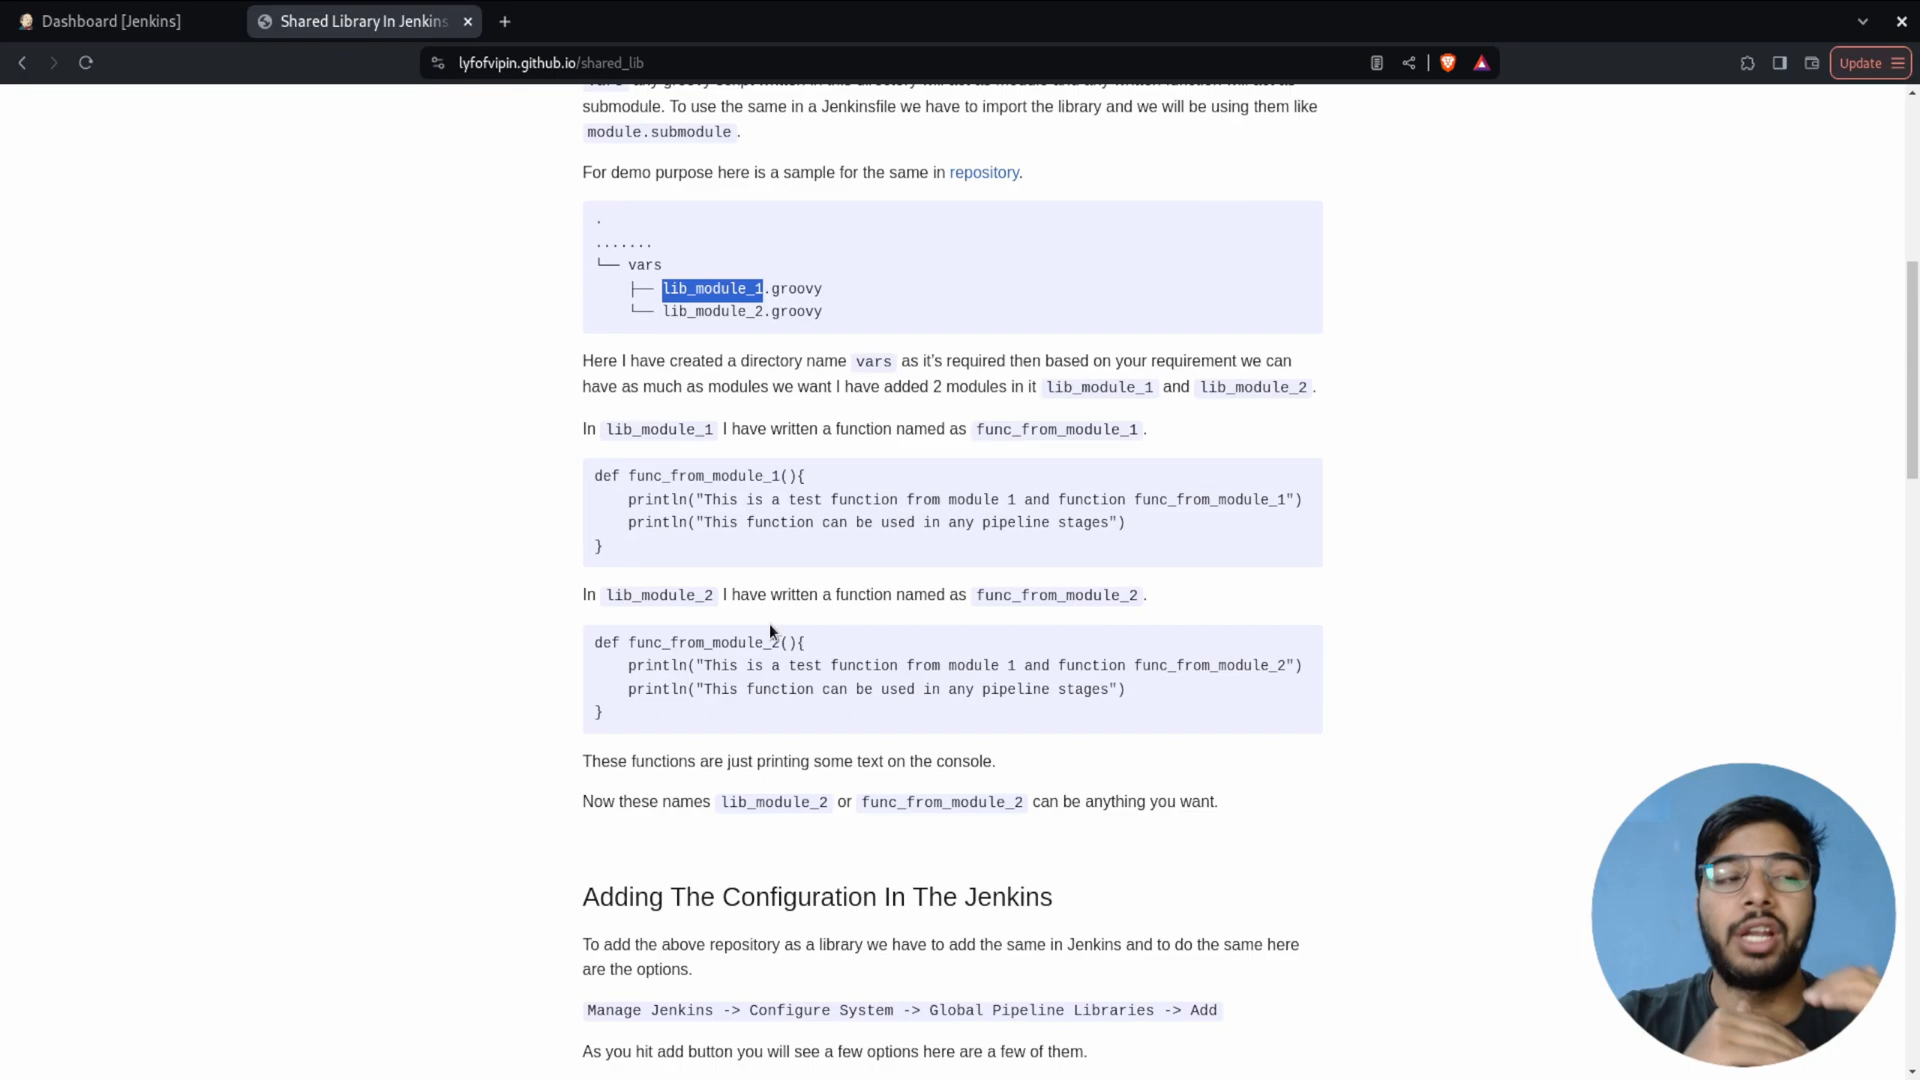 Dashboard [Jenkins]
Shared Library In Jenkins
lyfofvipin.github.io/shared_lib
Update
submodule. To use the same in a Jenkinsfile we have to import the library and we will be using them like
module.submodule .
For demo purpose here is a sample for the same in repository.
.
.......
└── vars
├── lib_module_1.groovy
└── lib_module_2.groovy
Here I have created a directory name vars as it’s required then based on your requirement we can
have as much as modules we want I have added 2 modules in it lib_module_1 and lib_module_2 .
In lib_module_1 I have written a function named as func_from_module_1 .
def func_from_module_1(){
println("This is a test function from module 1 and function func_from_module_1")
println("This function can be used in any pipeline stages")
}
In lib_module_2 I have written a function named as func_from_module_2 .
def func_from_module_2(){
println("This is a test function from module 1 and function func_from_module_2")
println("This function can be used in any pipeline stages")
}
These functions are just printing some text on the console.
Now these names lib_module_2 or func_from_module_2 can be anything you want.
Adding The Configuration In The Jenkins
To add the above repository as a library we have to add the same in Jenkins and to do the same here
are the options.
Manage Jenkins -> Configure System -> Global Pipeline Libraries -> Add
As you hit add button you will see a few options here are a few of them.